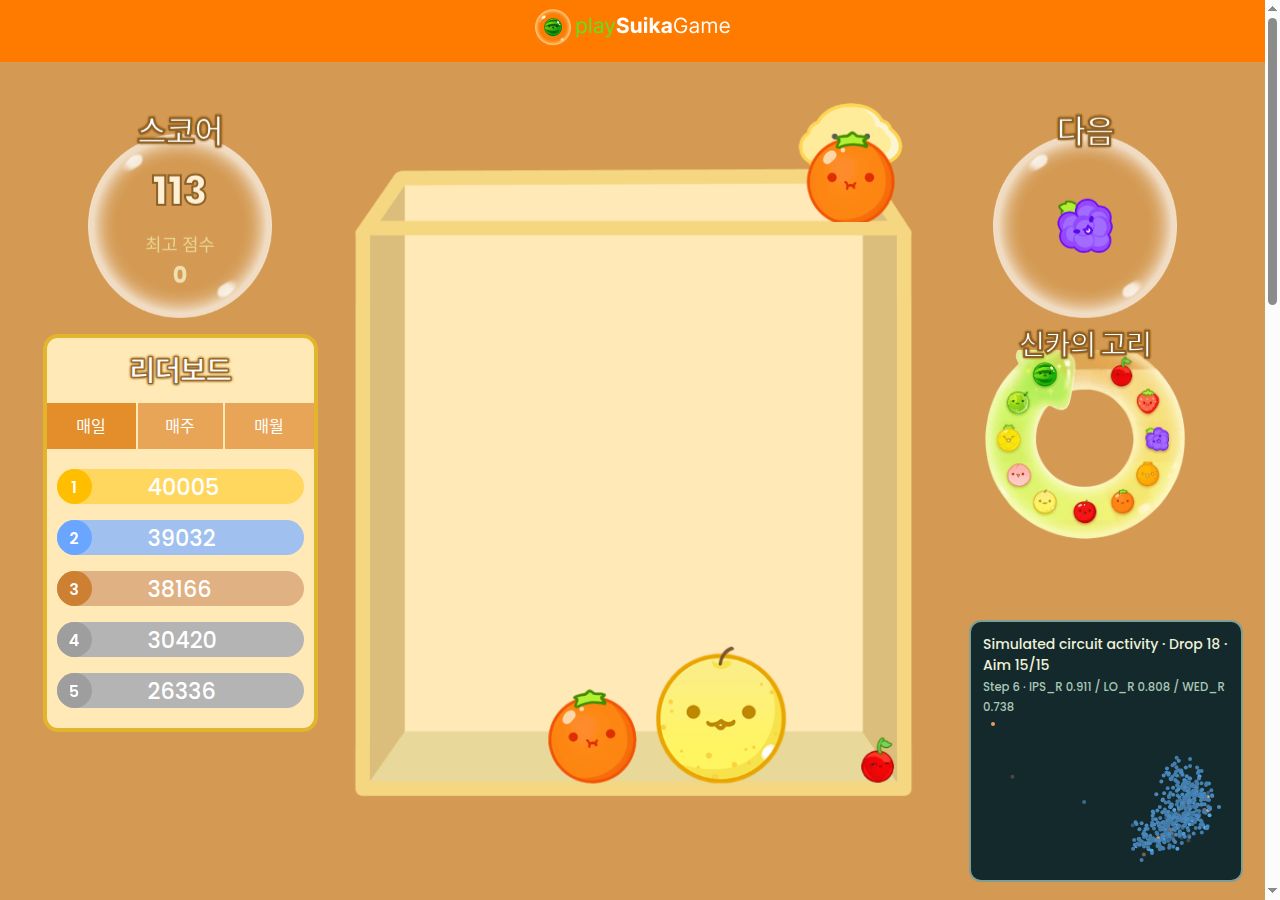 playSuikaGame
스코어
113
최고 점수
0
다음
신카의 고리
리더보드
매일 매주 매월
1 40005
2 39032
3 38166
4 30420
5 26336
Simulated circuit activity · Drop 18 ·
Aim 15/15
Step 6 · IPS_R 0.911 / LO_R 0.808 / WED_R
0.738